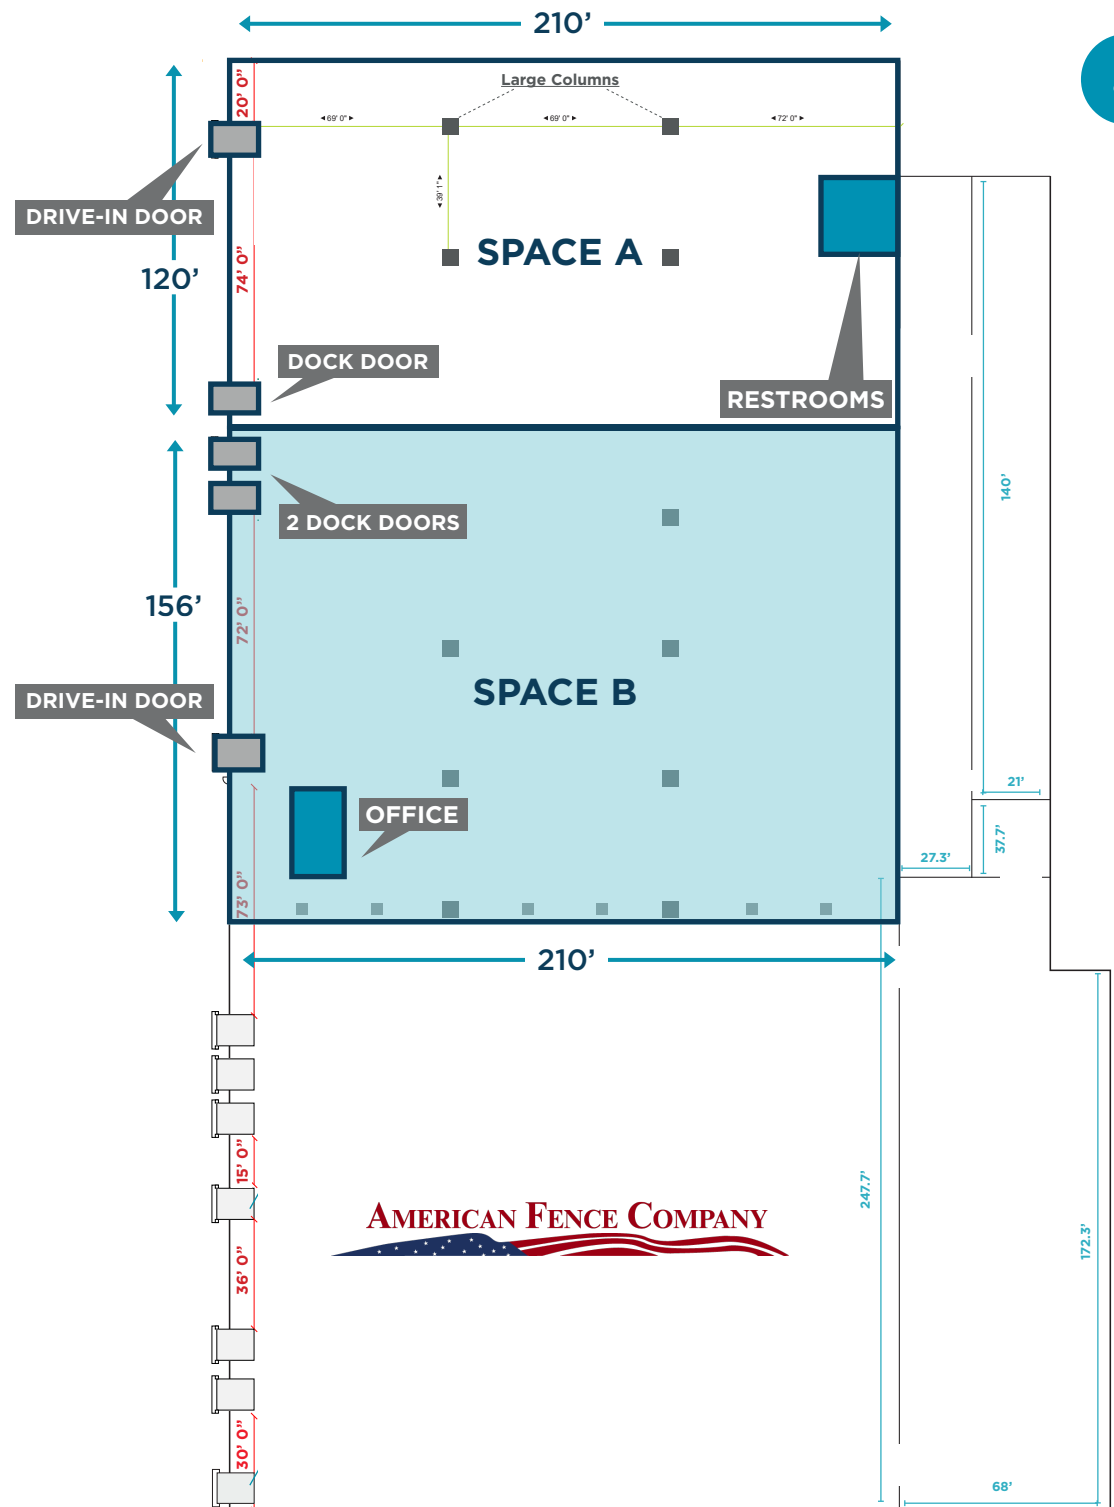 210’
20’ 0”
Large Columns
69’ 0”
69’ 0”
72’ 0”
39’ 1”
DRIVE-IN DOOR
SPACE A
74’ 0”
120’
DOCK DOOR
RESTROOMS
140’
2 DOCK DOORS
156’
72’ 0”
SPACE B
DRIVE-IN DOOR
21’
OFFICE
37.7’
27.3’
73’ 0”
210’
15’ 0”
247.7’
AMERICAN FENCE COMPANY
172.3’
36’ 0”
30’ 0”
68’